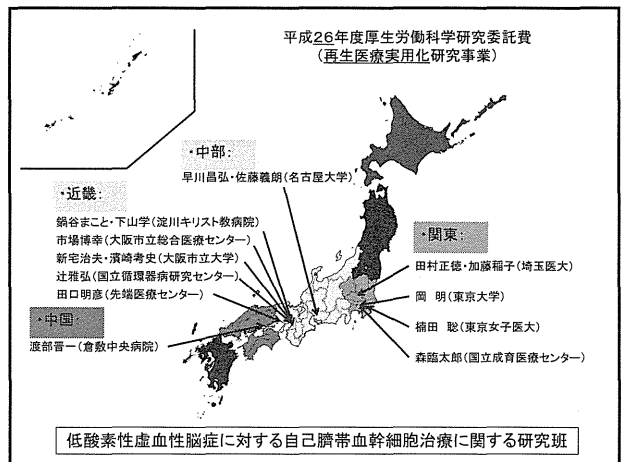 平成26年度厚生労働科学研究委託費
(再生医療実用化研究事業)
・中部:
早川昌弘・佐藤義朗(名古屋大学)
・近畿:
鍋谷まこと・下山学(淀川キリスト教病院)
市場博幸(大阪市立総合医療センター)
新宅治夫・濱崎考史(大阪市立大学)
辻雅弘(国立循環器病研究センター)
田口明彦(先端医療センター)
・中国:
渡部晋一(倉敷中央病院)
・関東:
田村正徳・加藤稲子(埼玉医大)
岡 明(東京大学)
楠田 聡(東京女子医大)
森臨太郎(国立成育医療センター)
低酸素性虚血性脳症に対する自己臍帯血幹細胞治療に関する研究班